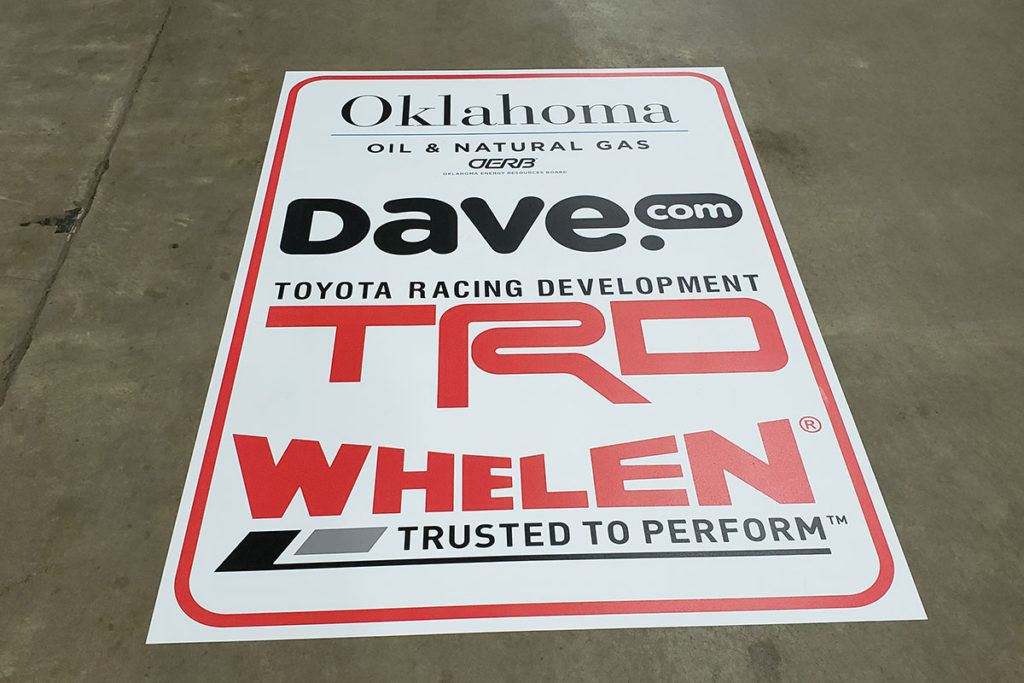 Oklahoma
OIL & NATURAL GAS
OERB
OKLAHOMA ENERGY RESOURCES BOARD
Dave.com
TOYOTA RACING DEVELOPMENT
TRD
WHELEN®
TRUSTED TO PERFORM™